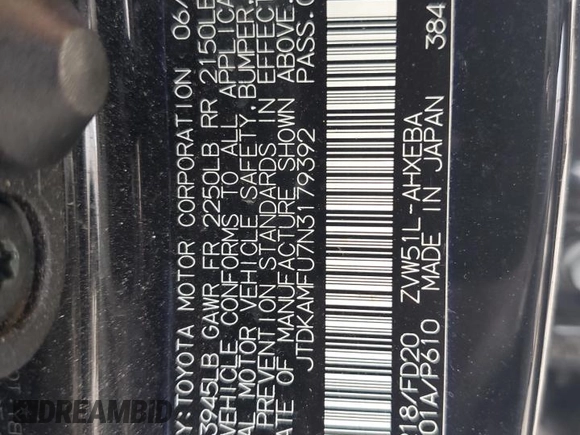 Y TOYOTA MOTOR CORPORATION 06/
3945LB GAWR FR 2250LB RR 2150LB
VEHICLE CONFORMS TO ALL APPLICA
AL MOTOR VEHICLE SAFETY, BUMPER,
PREVENTION STANDARDS IN EFFECT
ATE OF MANUFACTURE SHOWN ABOVE.
JTDKAMFU7N3179392 PASS.C
218/FD20 ZVW51L-AHXEBA
01A/P610 MADE IN JAPAN 384
DREAMBID